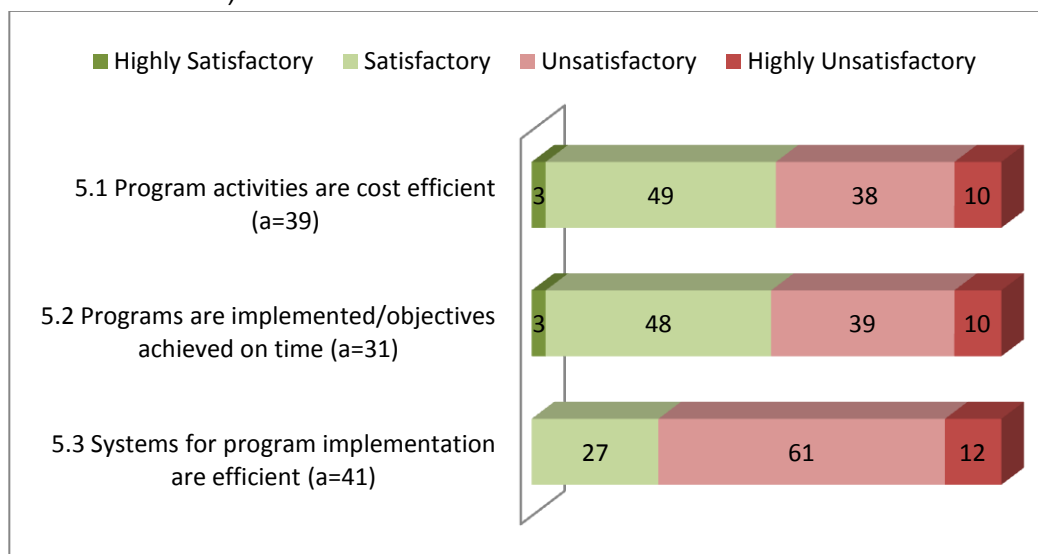 Highly Satisfactory Satisfactory Unsatisfactory Highly Unsatisfactory
5.1 Program activities are cost efficient
(a=39)
3 49 38 10
5.2 Programs are implemented/objectives
achieved on time (a=31)
3 48 39 10
5.3 Systems for program implementation
are efficient (a=41)
27 61 12